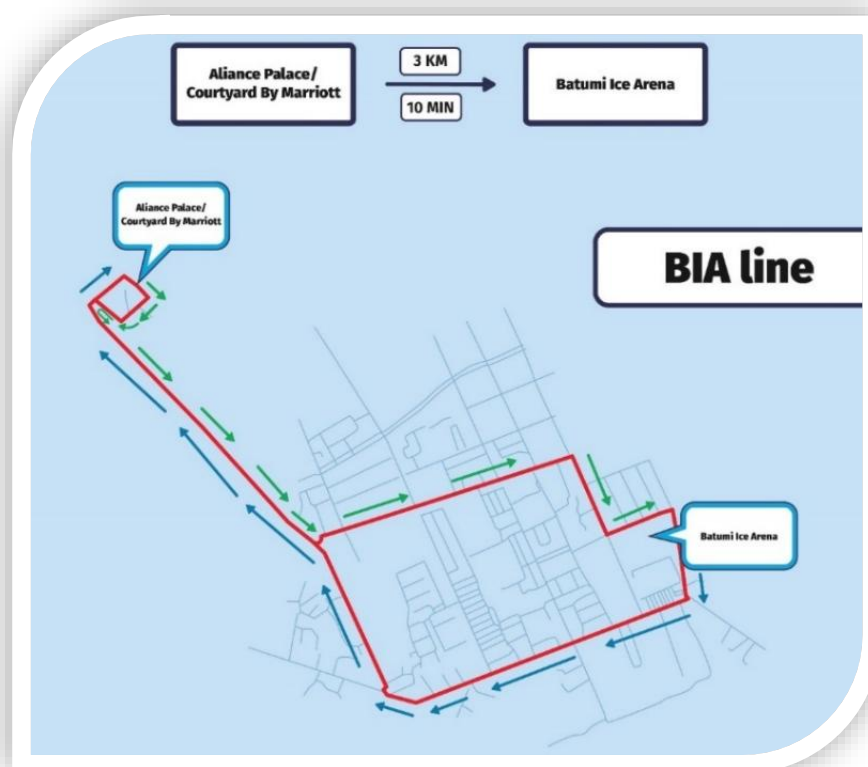 Aliance Palace/
Courtyard By Marriott
3 KM
10 MIN
Batumi Ice Arena
Aliance Palace/
Courtyard By Marriott
BIA line
Batumi Ice Arena